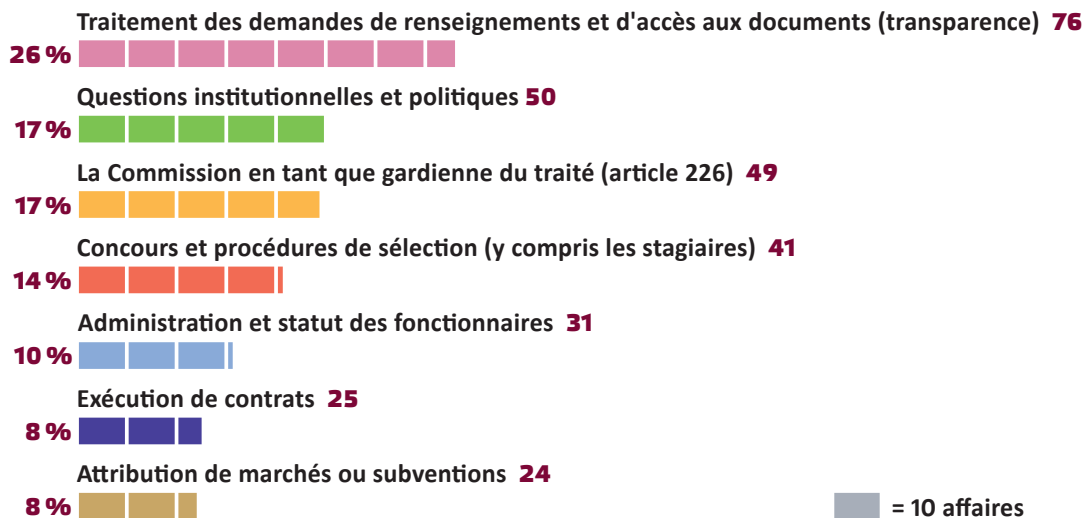 Traitement des demandes de renseignements et d'accès aux documents (transparence) 76
26 %
Questions institutionnelles et politiques 50
17 %
La Commission en tant que gardienne du traité (article 226) 49
17 %
Concours et procédures de sélection (y compris les stagiaires) 41
14 %
Administration et statut des fonctionnaires 31
10 %
Exécution de contrats 25
8 %
Attribution de marchés ou subventions 24
8 %
= 10 affaires